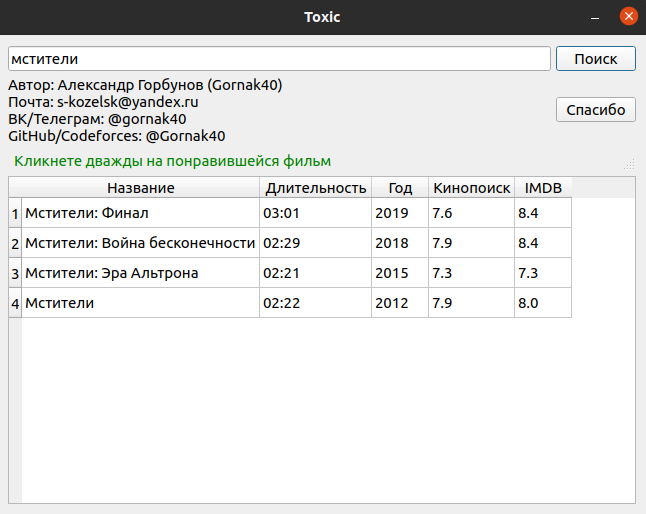 Toxic
мстители
Поиск
Автор: Александр Горбунов (Gornak40)
Почта: s-kozelsk@yandex.ru
ВК/Телеграм: @gornak40
GitHub/Codeforces: @Gornak40
Спасибо
Кликнете дважды на понравившейся фильм
Название Длительность Год Кинопоиск IMDB
1 Мстители: Финал 03:01 2019 7.6 8.4
2 Мстители: Война бесконечности 02:29 2018 7.9 8.4
3 Мстители: Эра Альтрона 02:21 2015 7.3 7.3
4 Мстители 02:22 2012 7.9 8.0